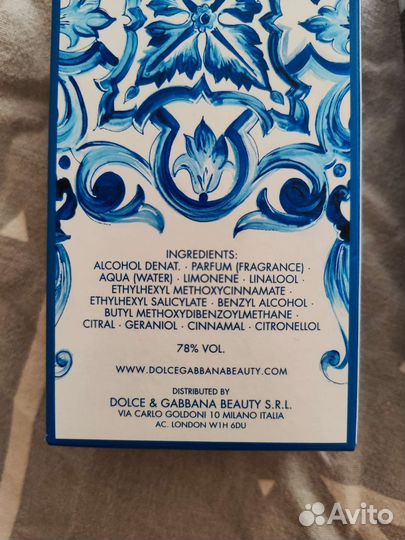 INGREDIENTS:
ALCOHOL DENAT. · PARFUM (FRAGRANCE) ·
AQUA (WATER) · LIMONENE · LINALOOL ·
ETHYLHEXYL METHOXYCINNAMATE ·
ETHYLHEXYL SALICYLATE · BENZYL ALCOHOL ·
BUTYL METHOXYDIBENZOYLMETHANE ·
CITRAL · GERANIOL · CINNAMAL · CITRONELLOL
78% VOL.
WWW.DOLCEGABBANABEAUTY.COM
DISTRIBUTED BY
DOLCE & GABBANA BEAUTY S.R.L.
VIA CARLO GOLDONI 10 MILANO ITALIA
AC. LONDON W1H 6DU
Avito